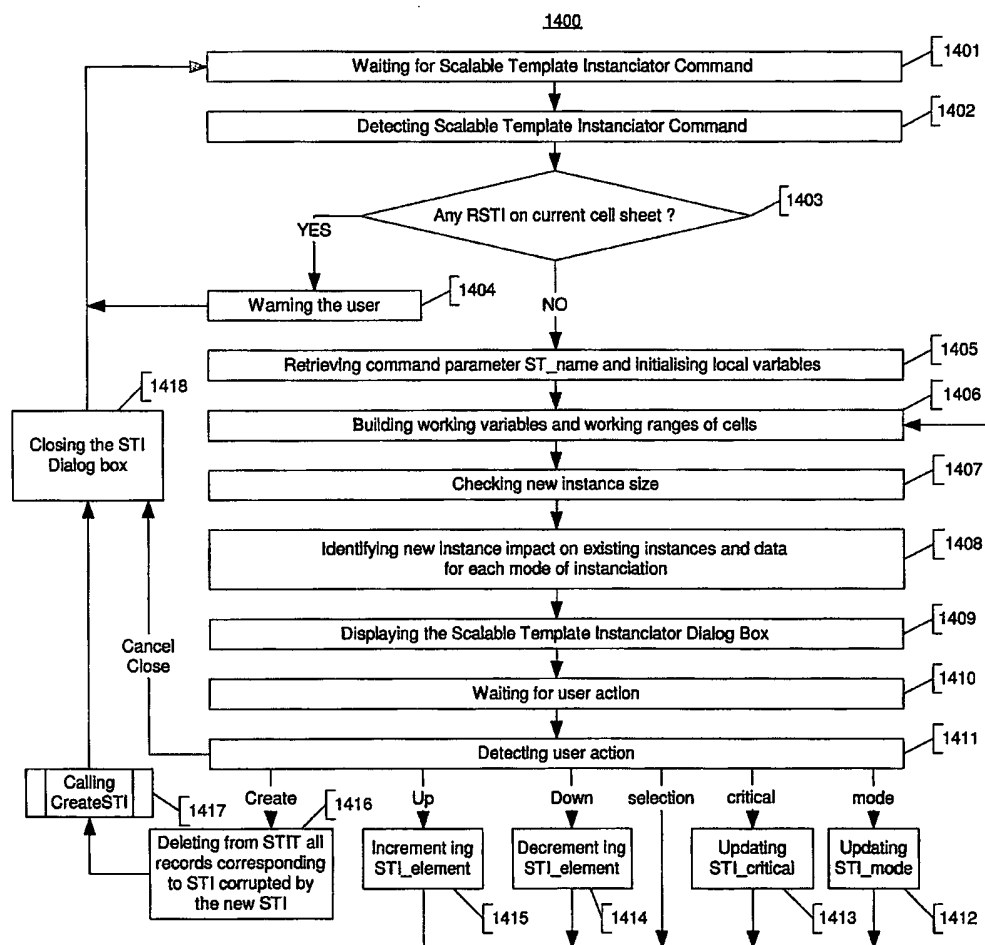 1400
Waiting for Scalable Template Instanciator Command
1401
Detecting Scalable Template Instanciator Command
1402
Any RSTI on current cell sheet ?
1403
YES
Warning the user
1404
NO
Retrieving command parameter ST_name and initialising local variables
1405
1418
1406
Closing the STI
Dialog box
Building working variables and working ranges of cells
Checking new instance size
1407
Identifying new instance impact on existing instances and data
for each mode of instanciation
1408
Displaying the Scalable Template Instanciator Dialog Box
1409
Cancel
Close
Waiting for user action
1410
Detecting user action
1411
Calling
CreateSTI
1417
Create
1416
Up
Down
selection
critical
mode
Deleting from STIT all
records corresponding
to STI corrupted by
the new STI
Increment ing
STI_element
1415
Decrement ing
STI_element
1414
Updating
STI_critical
1413
Updating
STI_mode
1412